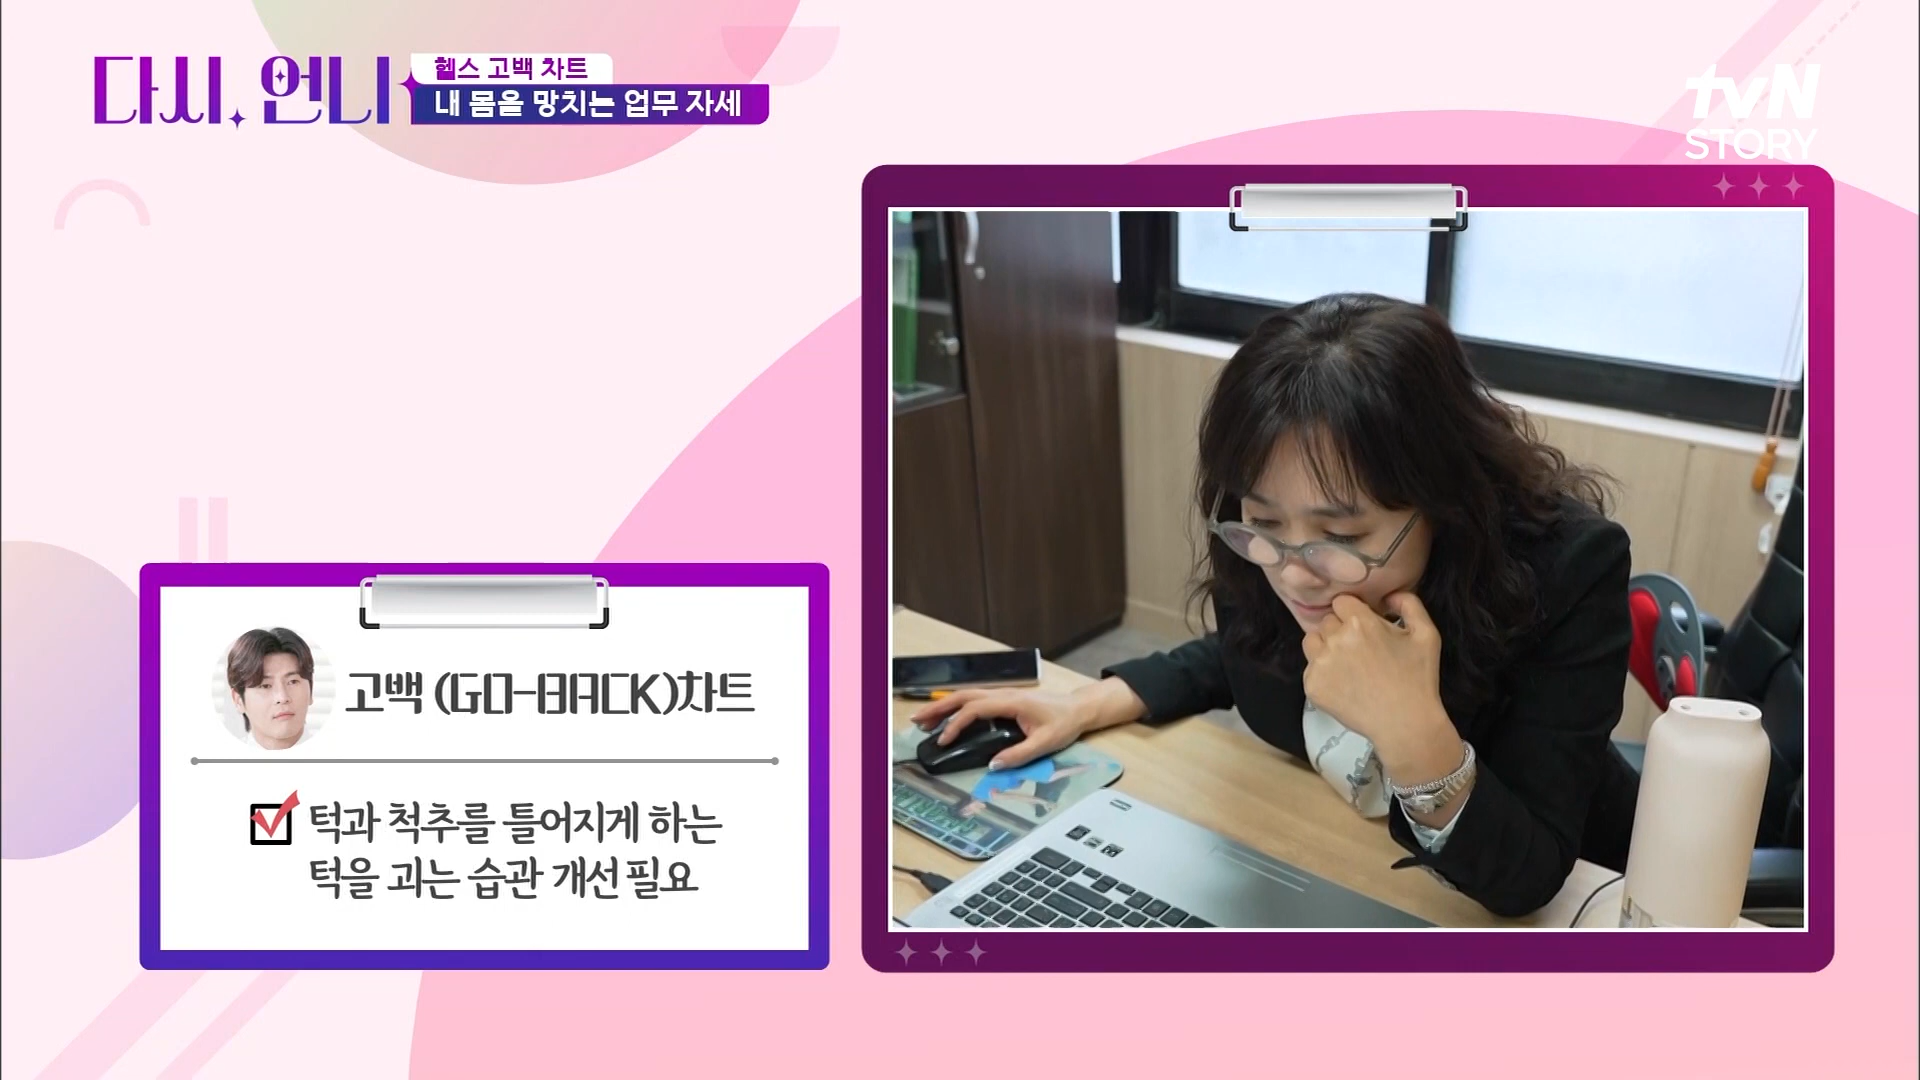 다시, 언니
헬스 고백 차트
내 몸을 망치는 업무 자세
tvN
STORY
고백 (GO-BACK)차트
턱과 척추를 틀어지게 하는
턱을 괴는 습관 개선 필요